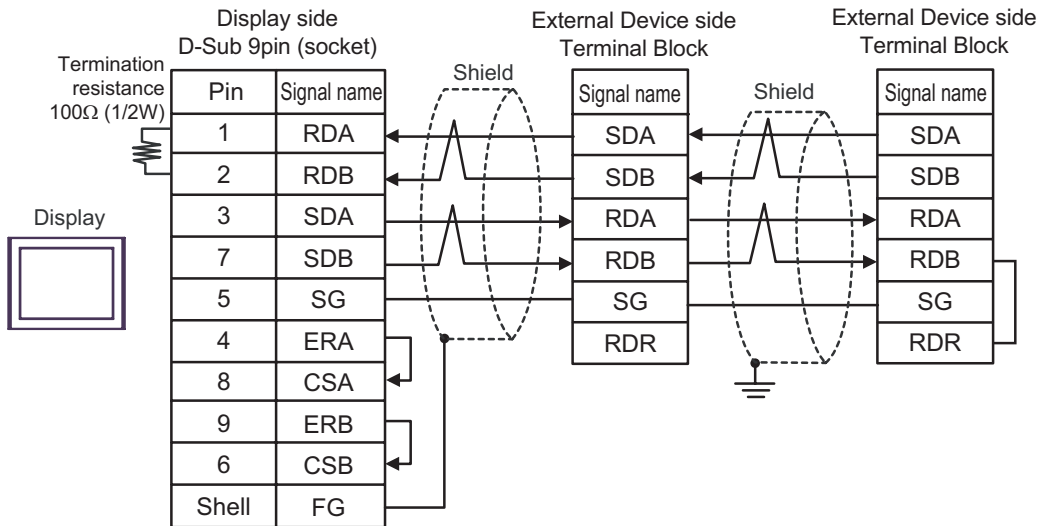 Display side
D-Sub 9pin (socket)
External Device side
Terminal Block
External Device side
Terminal Block
Termination
resistance
100Ω (1/2W)
Shield
Shield
Display
Pin Signal name
1 RDA
2 RDB
3 SDA
7 SDB
5 SG
4 ERA
8 CSA
9 ERB
6 CSB
Shell FG
Signal name
SDA
SDB
RDA
RDB
SG
RDR
Signal name
SDA
SDB
RDA
RDB
SG
RDR